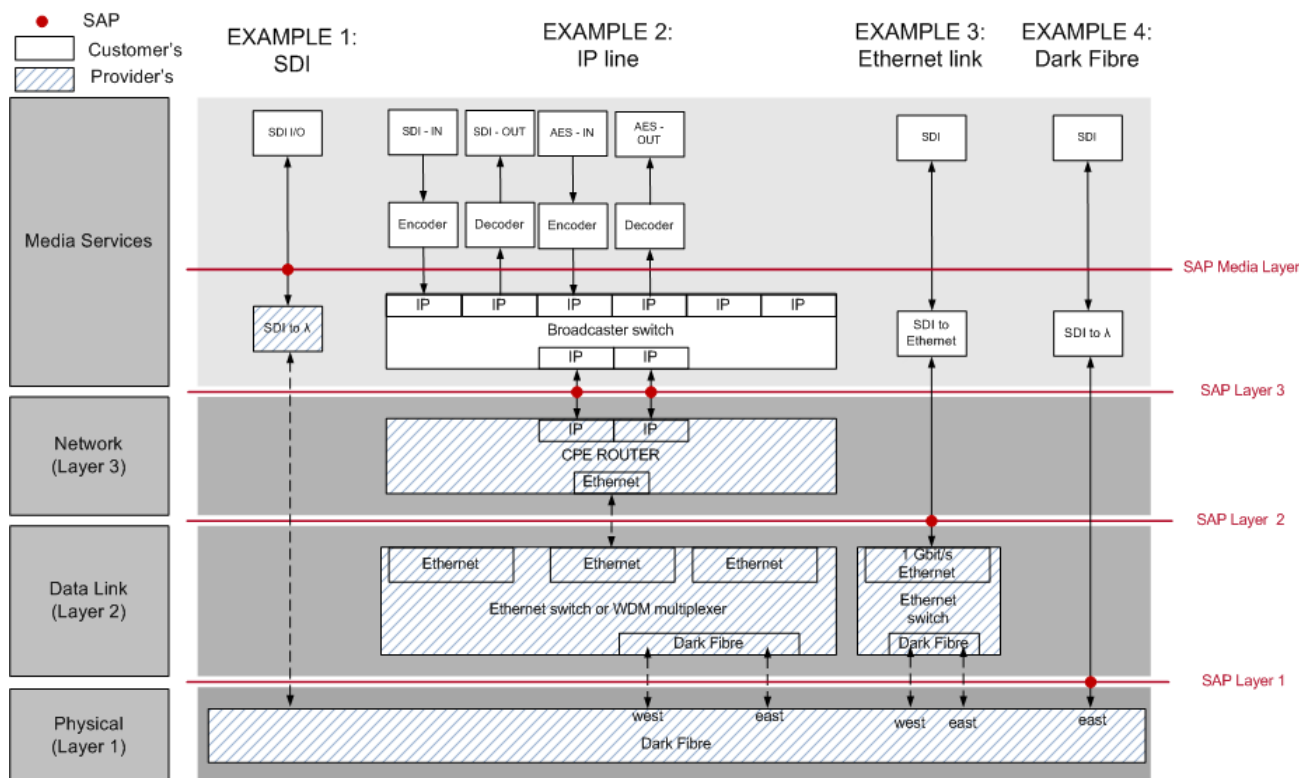 SAP
Customer's
Provider's
EXAMPLE 1:
SDI
EXAMPLE 2:
IP line
EXAMPLE 3:
Ethernet link
EXAMPLE 4:
Dark Fibre
Media Services
SDI I/O
SDI - IN
SDI - OUT
AES - IN
AES -
OUT
SDI
SDI
Encoder
Decoder
Encoder
Decoder
SAP Media Layer
SDI to λ
IP
IP
IP
IP
IP
IP
Broadcaster switch
IP
IP
SDI to
Ethernet
SDI to λ
SAP Layer 3
Network
(Layer 3)
IP
IP
CPE ROUTER
Ethernet
SAP Layer 2
Data Link
(Layer 2)
Ethernet
Ethernet
Ethernet
Ethernet switch or WDM multiplexer
Dark Fibre
1 Gbit/s
Ethernet
Ethernet
switch
Dark Fibre
SAP Layer 1
Physical
(Layer 1)
west
east
west
east
east
Dark Fibre